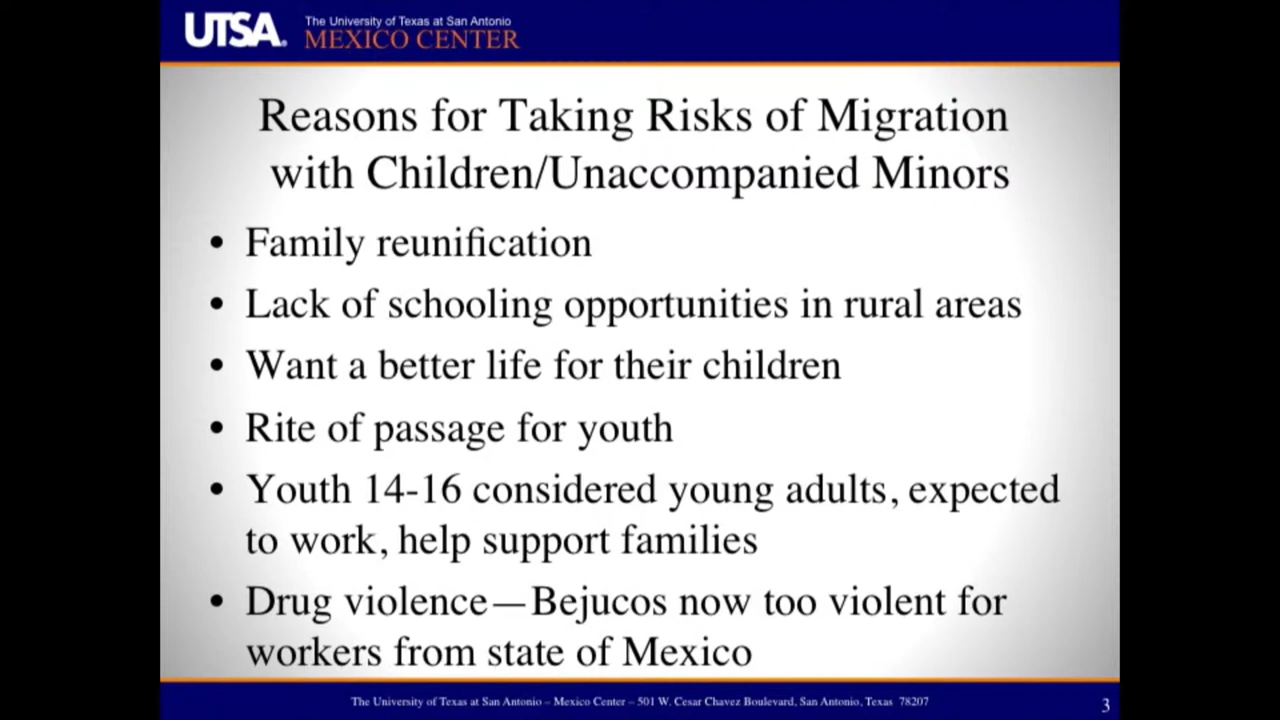 UTSA®
The University of Texas at San Antonio
MEXICO CENTER
Reasons for Taking Risks of Migration
with Children/Unaccompanied Minors
• Family reunification
• Lack of schooling opportunities in rural areas
• Want a better life for their children
• Rite of passage for youth
• Youth 14-16 considered young adults, expected
to work, help support families
• Drug violence—Bejucos now too violent for
workers from state of Mexico
The University of Texas at San Antonio – Mexico Center – 501 W. Cesar Chavez Boulevard, San Antonio, Texas 78207
3